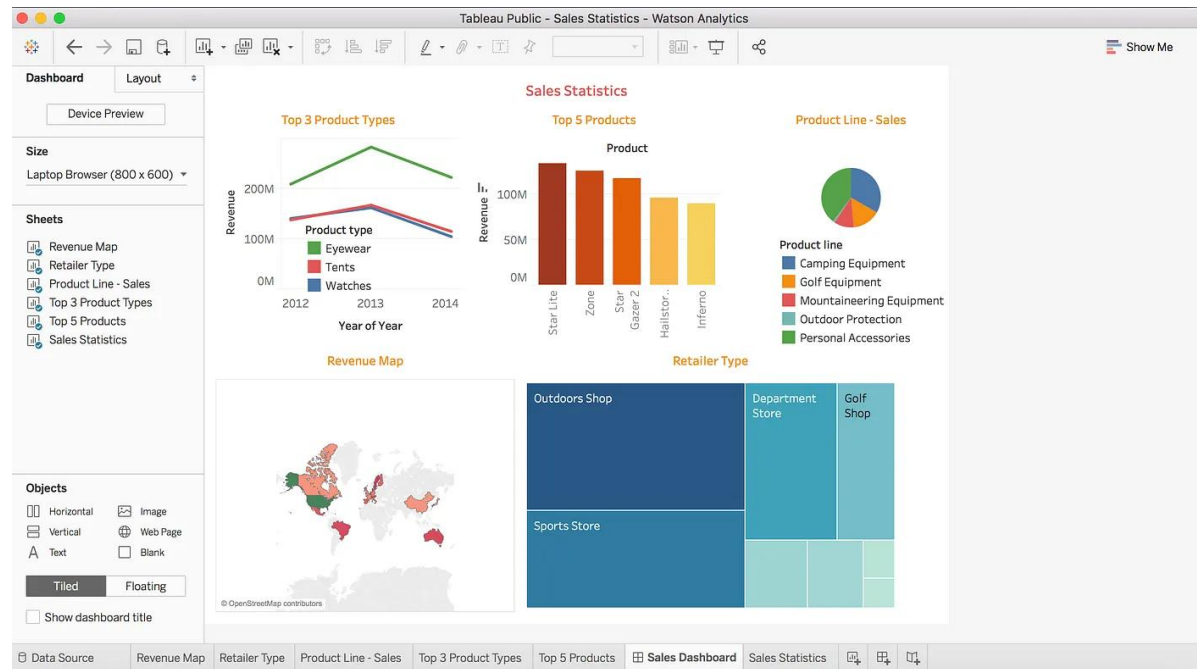 Tableau Public - Sales Statistics - Watson Analytics
Show Me
Dashboard
Layout
Device Preview
Size
Laptop Browser (800 x 600)
Sheets
Revenue Map
Retailer Type
Product Line - Sales
Top 3 Product Types
Top 5 Products
Sales Statistics
Objects
Horizontal
Image
Vertical
Web Page
Text
Blank
Tiled
Floating
Show dashboard title
Sales Statistics
Top 3 Product Types
Revenue
200M
100M
0M
Product type
Eyewear
Tents
Watches
2012
2013
2014
Year of Year
Top 5 Products
Product
Revenue
100M
50M
0M
Star Lite
Zone
Star
Gazer 2
Hailstor..
Inferno
Product Line - Sales
Product line
Camping Equipment
Golf Equipment
Mountaineering Equipment
Outdoor Protection
Personal Accessories
Revenue Map
© OpenStreetMap contributors
Retailer Type
Outdoors Shop
Department
Store
Golf
Shop
Sports Store
Data Source
Revenue Map
Retailer Type
Product Line - Sales
Top 3 Product Types
Top 5 Products
Sales Dashboard
Sales Statistics